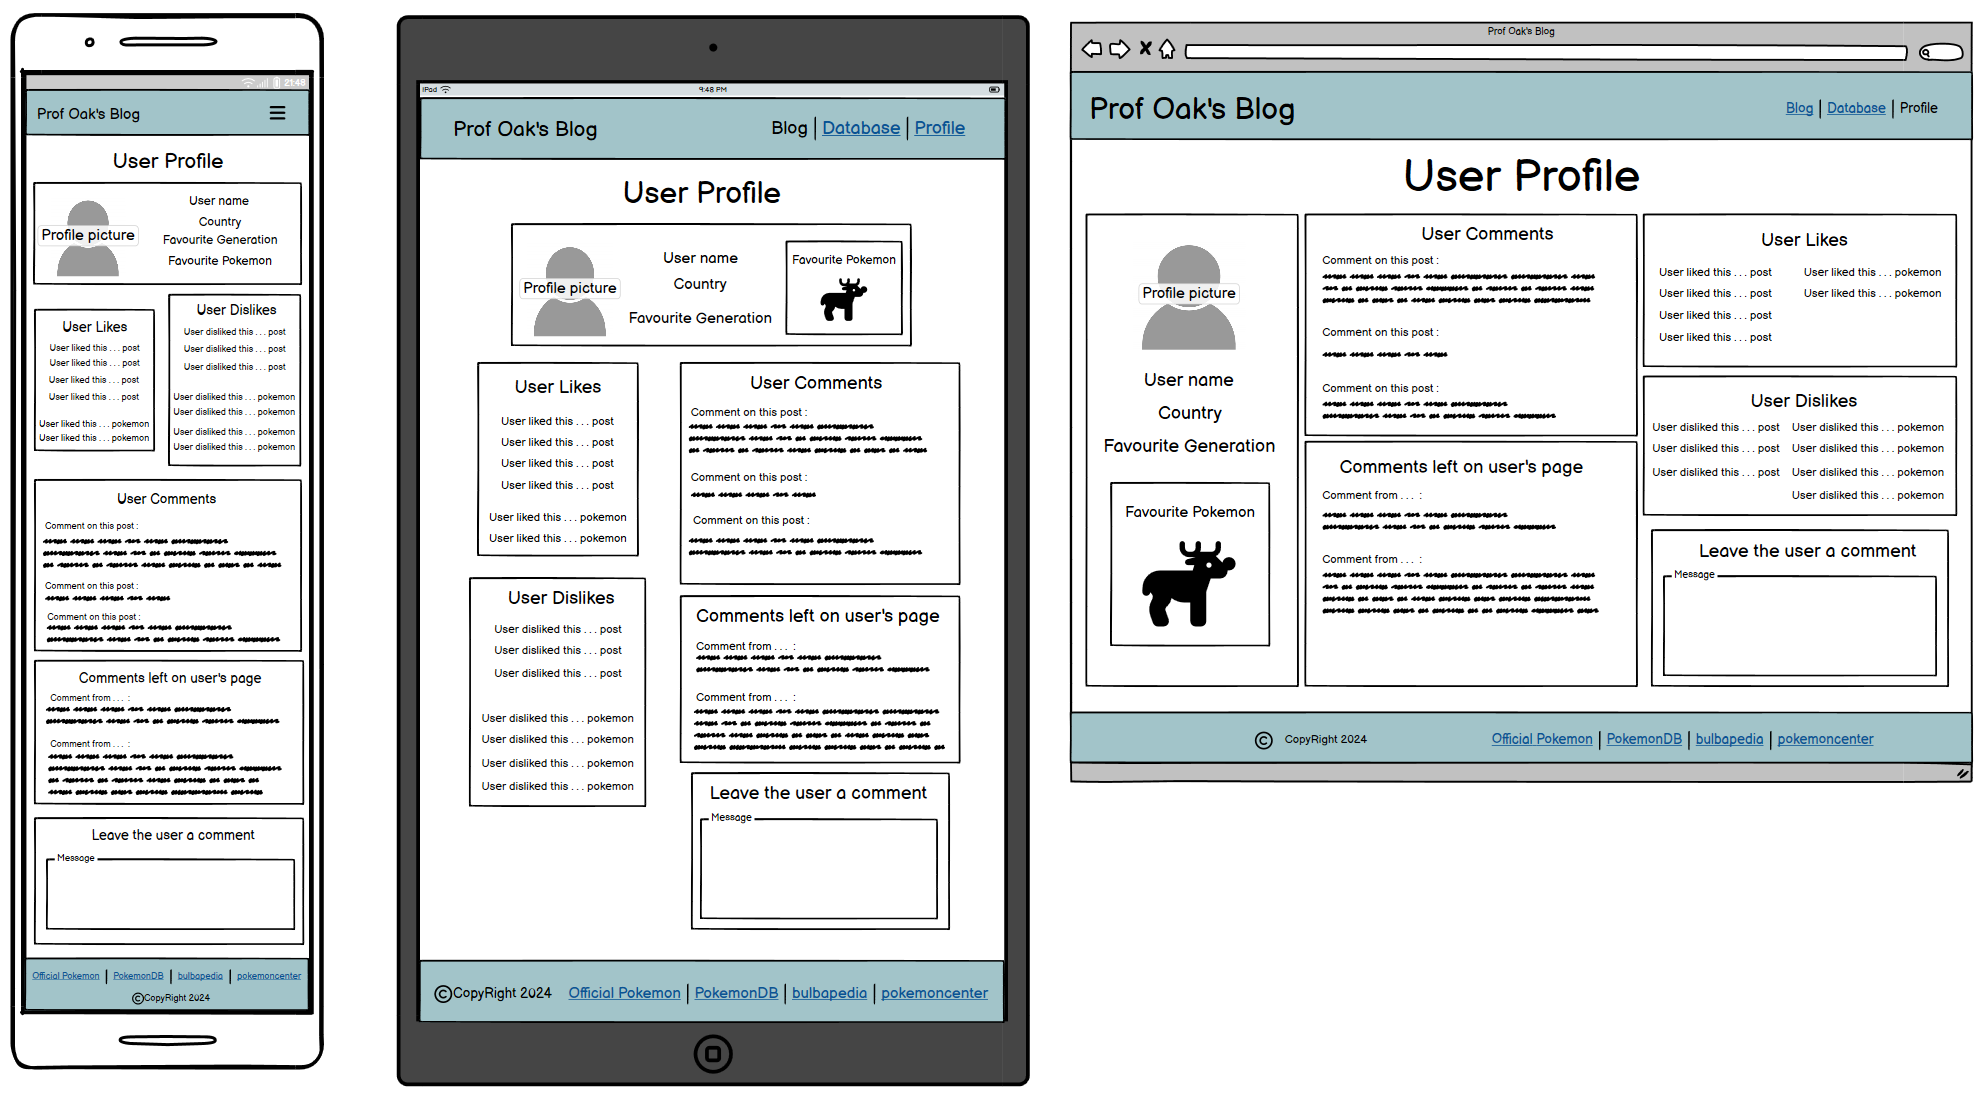 21:48
Prof Oak's Blog
User Profile
Profile picture
User name
Country
Favourite Generation
Favourite Pokemon
User Likes
User liked this . . . post
User liked this . . . post
User liked this . . . post
User liked this . . . post
User liked this . . . pokemon
User liked this . . . pokemon
User Dislikes
User disliked this . . . post
User disliked this . . . post
User disliked this . . . post
User disliked this . . . pokemon
User disliked this . . . pokemon
User disliked this . . . pokemon
User disliked this . . . pokemon
User Comments
Comment on this post :
Comment on this post :
Comment on this post :
Comments left on user's page
Comment from . . . :
Comment from . . . :
Leave the user a comment
Message
Official Pokemon | PokemonDB | bulbapedia | pokemoncenter
©CopyRight 2024
iPad 9:48 PM
Prof Oak's Blog Blog | Database | Profile
User Profile
Profile picture
User name
Country
Favourite Generation
Favourite Pokemon
User Likes
User liked this . . . post
User liked this . . . post
User liked this . . . post
User liked this . . . post
User liked this . . . pokemon
User liked this . . . pokemon
User Dislikes
User disliked this . . . post
User disliked this . . . post
User disliked this . . . post
User disliked this . . . pokemon
User disliked this . . . pokemon
User disliked this . . . pokemon
User disliked this . . . pokemon
User Comments
Comment on this post :
Comment on this post :
Comment on this post :
Comments left on user's page
Comment from . . . :
Comment from . . . :
Leave the user a comment
Message
©CopyRight 2024 Official Pokemon | PokemonDB | bulbapedia | pokemoncenter
Prof Oak's Blog
Prof Oak's Blog Blog | Database | Profile
User Profile
Profile picture
User name
Country
Favourite Generation
Favourite Pokemon
User Comments
Comment on this post :
Comment on this post :
Comment on this post :
Comments left on user's page
Comment from . . . :
Comment from . . . :
User Likes
User liked this . . . post User liked this . . . pokemon
User liked this . . . post User liked this . . . pokemon
User liked this . . . post
User liked this . . . post
User Dislikes
User disliked this . . . post User disliked this . . . pokemon
User disliked this . . . post User disliked this . . . pokemon
User disliked this . . . post User disliked this . . . pokemon
User disliked this . . . pokemon
Leave the user a comment
Message
© CopyRight 2024 Official Pokemon | PokemonDB | bulbapedia | pokemoncenter